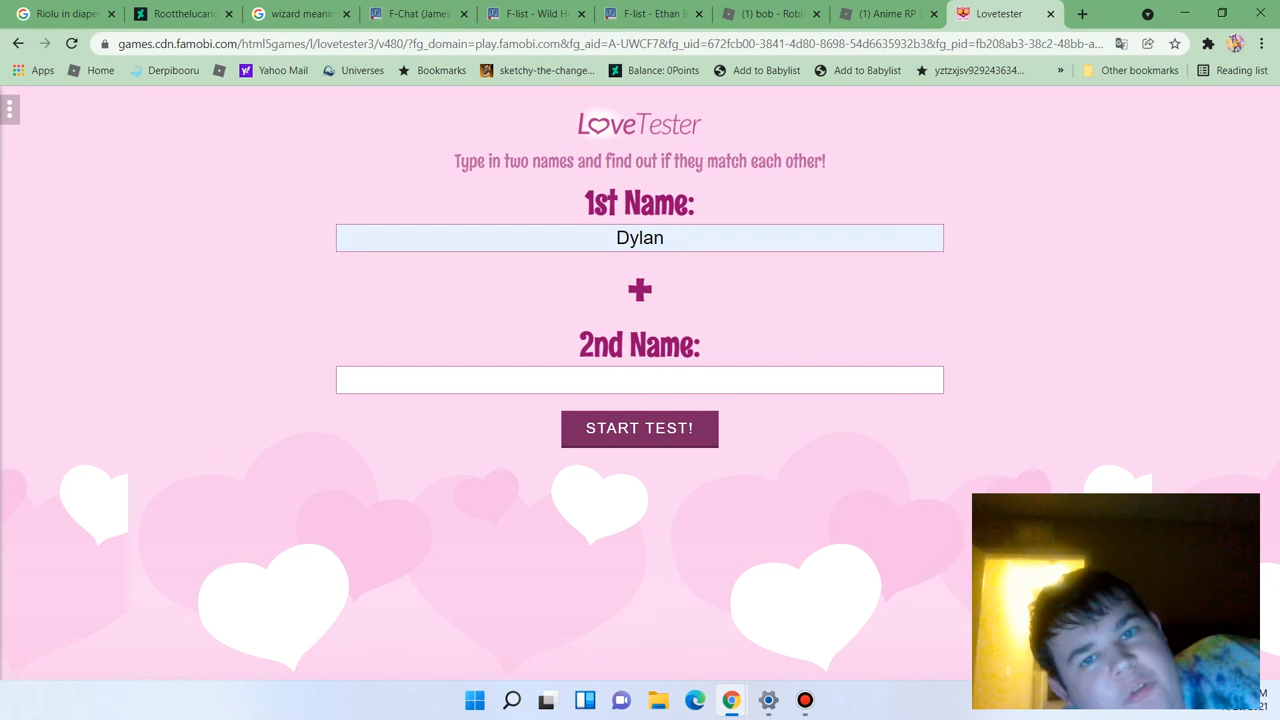 Riolu in diape
Rootthelucaric
wizard meanin
F-Chat (James
F-list - Wild H
F-list - Ethan B
(1) bob - Robl
(1) Anime RP (
Lovetester
games.cdn.famobi.com/html5games/l/lovetester3/v480/?fg_domain=play.famobi.com&fg_aid=A-UWCF7&fg_uid=672fcb00-3841-4d80-8698-54d6635932b3&fg_pid=fb208ab3-38c2-48bb-a...
Apps
Home
Derpibooru
Yahoo Mail
Universe
Bookmarks
sketchy-the-change...
Balance: 0Points
Add to Babylist
Add to Babylist
yztzxjsv929243634...
»
Other bookmarks
Reading list
LoveTester
Type in two names and find out if they match each other!
1st Name:
Dylan
+
2nd Name:
START TEST!